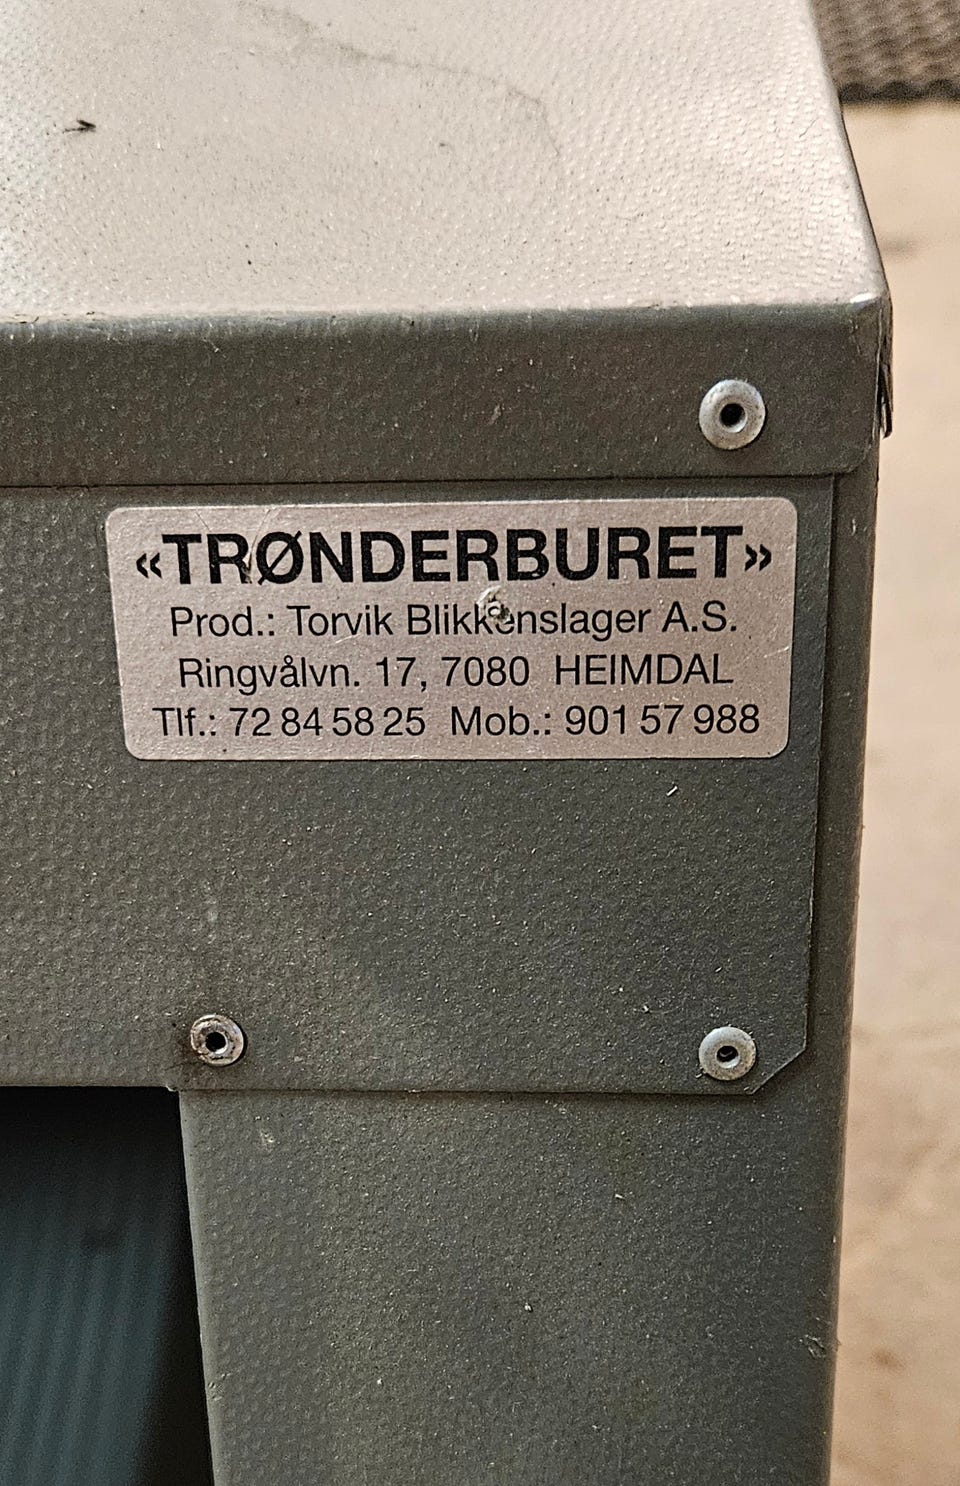 «TRØNDERBURET»
Prod.: Torvik Blikkenslager A.S.
Ringvålvn. 17, 7080 HEIMDAL
Tlf.: 72 84 58 25 Mob.: 901 57 988